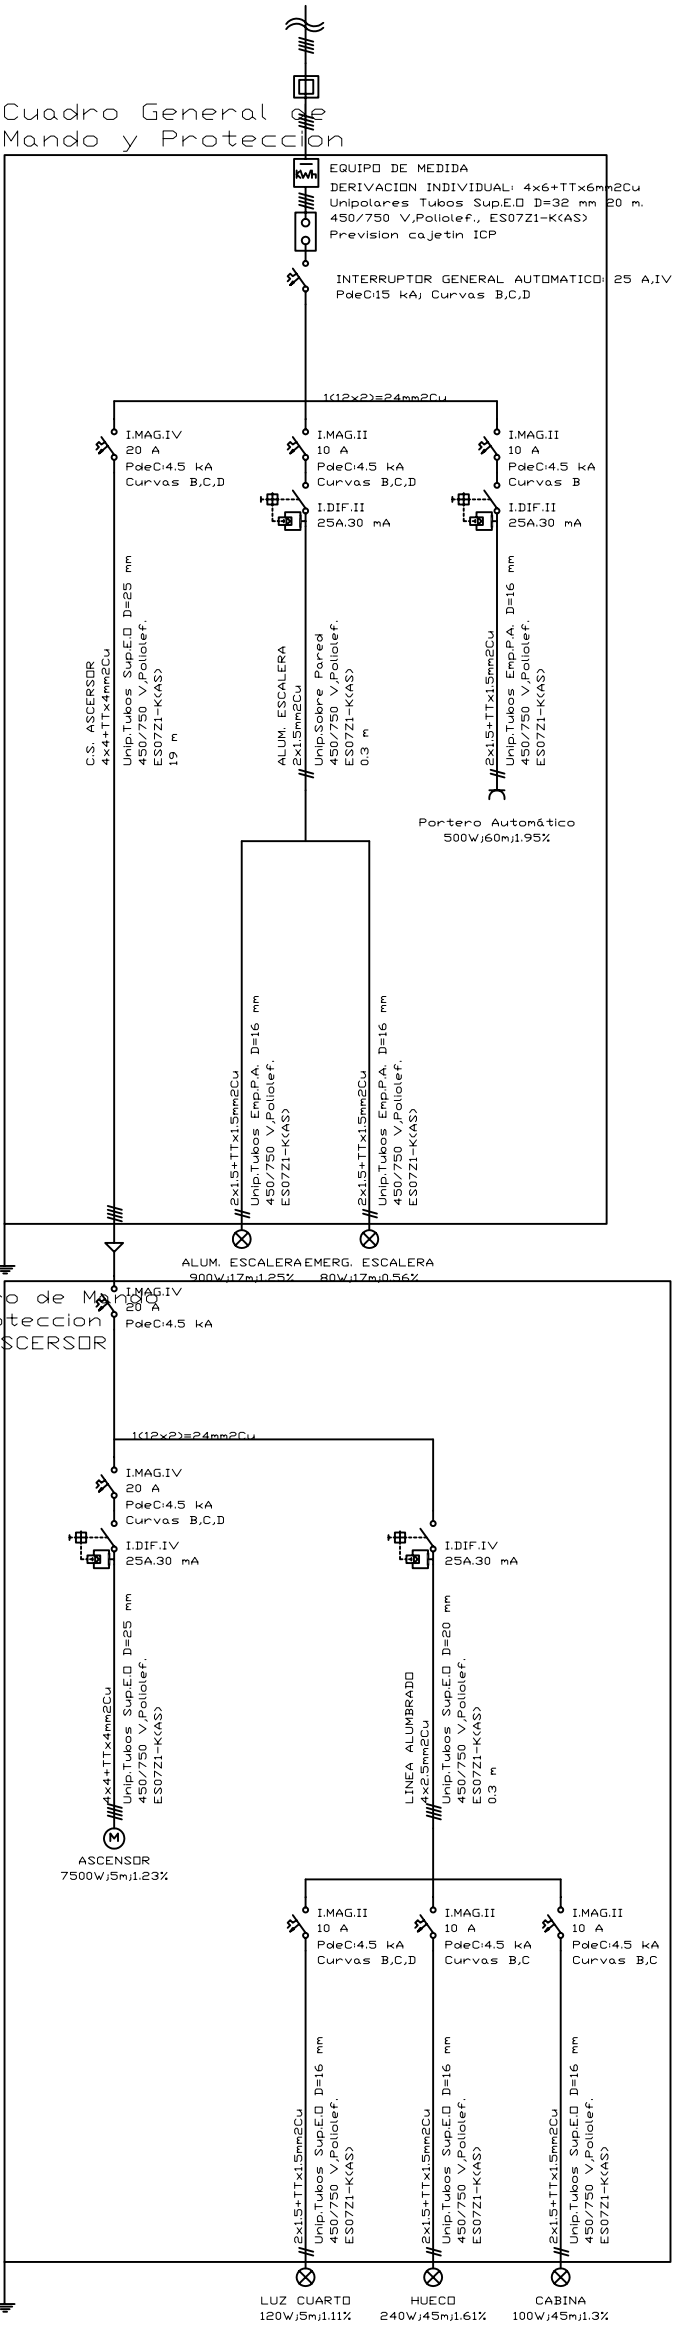 Cuadro General de
Mando y Proteccion
KWh
EQUIPO DE MEDIDA
DERIVACION INDIVIDUAL: 4x6+TTx6mm2Cu
Unipolares Tubos Sup.E.O D=32 mm 20 m.
450/750 V,Poliolef., ES07Z1-K(AS)
Prevision cajetin ICP
INTERRUPTOR GENERAL AUTOMATICO: 25 A,IV
PdeC:15 kA; Curvas B,C,D
1(12x2)=24mm2Cu
I.MAG.IV
20 A
PdeC:4.5 kA
Curvas B,C,D
I.MAG.II
10 A
PdeC:4.5 kA
Curvas B,C,D
I.DIF.II
25A.30 mA
I.MAG.II
10 A
PdeC:4.5 kA
Curvas B
I.DIF.II
25A.30 mA
C.S. ASCERSOR
4x4+TTx4mm2Cu
Unip.Tubos Sup.E.O D=25 mm
450/750 V,Poliolef.
ES07Z1-K(AS)
19 m
ALUM. ESCALERA
2x1.5mm2Cu
Unip.Sobre Pared
450/750 V,Poliolef.
ES07Z1-K(AS)
0.3 m
2x1.5+TTx1.5mm2Cu
Unip.Tubos Emp.P.A. D=16 mm
450/750 V,Poliolef.
ES07Z1-K(AS)
Portero Automático
500W;60m;1.95%
2x1.5+TTx1.5mm2Cu
Unip.Tubos Emp.P.A. D=16 mm
450/750 V,Poliolef.
ES07Z1-K(AS)
2x1.5+TTx1.5mm2Cu
Unip.Tubos Emp.P.A. D=16 mm
450/750 V,Poliolef.
ES07Z1-K(AS)
ALUM. ESCALERA
900W;17m;1.25%
EMERG. ESCALERA
80W;17m;0.56%
ro de Mando
oteccion
SCERSOR
I.MAG.IV
20 A
PdeC:4.5 kA
1(12x2)=24mm2Cu
I.MAG.IV
20 A
PdeC:4.5 kA
Curvas B,C,D
I.DIF.IV
25A.30 mA
I.DIF.IV
25A.30 mA
4x4+TTx4mm2Cu
Unip.Tubos Sup.E.O D=25 mm
450/750 V,Poliolef.
ES07Z1-K(AS)
LINEA ALUMBRADO
4x2.5mm2Cu
Unip.Tubos Sup.E.O D=20 mm
450/750 V,Poliolef.
ES07Z1-K(AS)
0.3 m
M
ASCENSOR
7500W;5m;1.23%
I.MAG.II
10 A
PdeC:4.5 kA
Curvas B,C,D
I.MAG.II
10 A
PdeC:4.5 kA
Curvas B,C
I.MAG.II
10 A
PdeC:4.5 kA
Curvas B,C
2x1.5+TTx1.5mm2Cu
Unip.Tubos Sup.E.O D=16 mm
450/750 V,Poliolef.
ES07Z1-K(AS)
2x1.5+TTx1.5mm2Cu
Unip.Tubos Sup.E.O D=16 mm
450/750 V,Poliolef.
ES07Z1-K(AS)
2x1.5+TTx1.5mm2Cu
Unip.Tubos Sup.E.O D=16 mm
450/750 V,Poliolef.
ES07Z1-K(AS)
LUZ CUARTO
120W;5m;1.11%
HUECO
240W;45m;1.61%
CABINA
100W;45m;1.3%